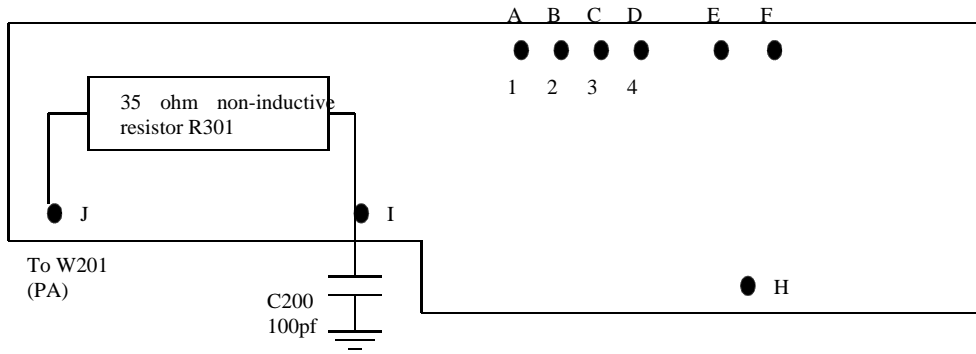 A B C D E F
1 2 3 4
35 ohm non-inductive
resistor R301
J
I
To W201
(PA)
C200
100pf
H